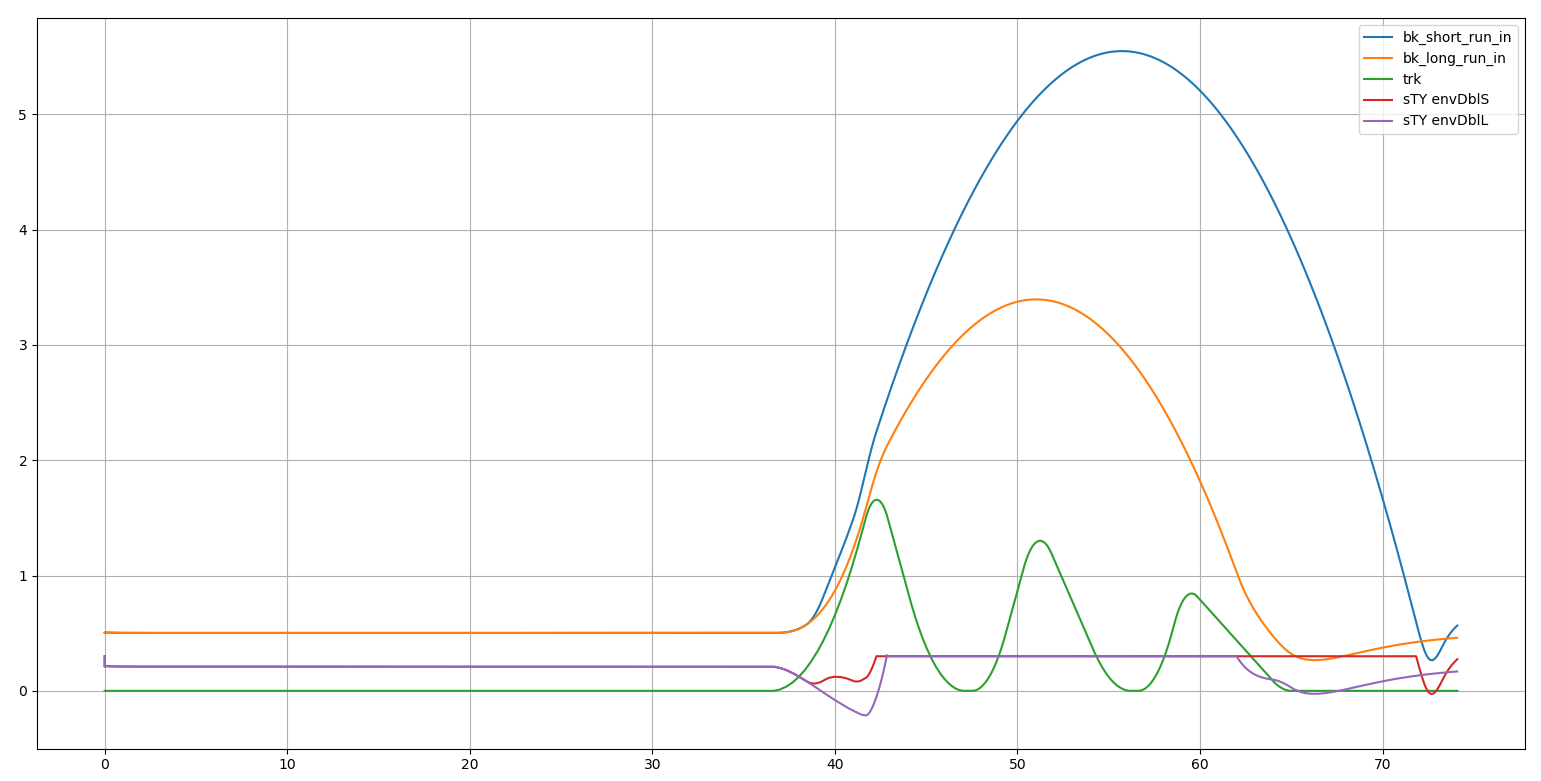 bk_short_run_in
bk_long_run_in
trk
sTY envDblS
sTY envDblL
5
4
3
2
1
0
0 10 20 30 40 50 60 70